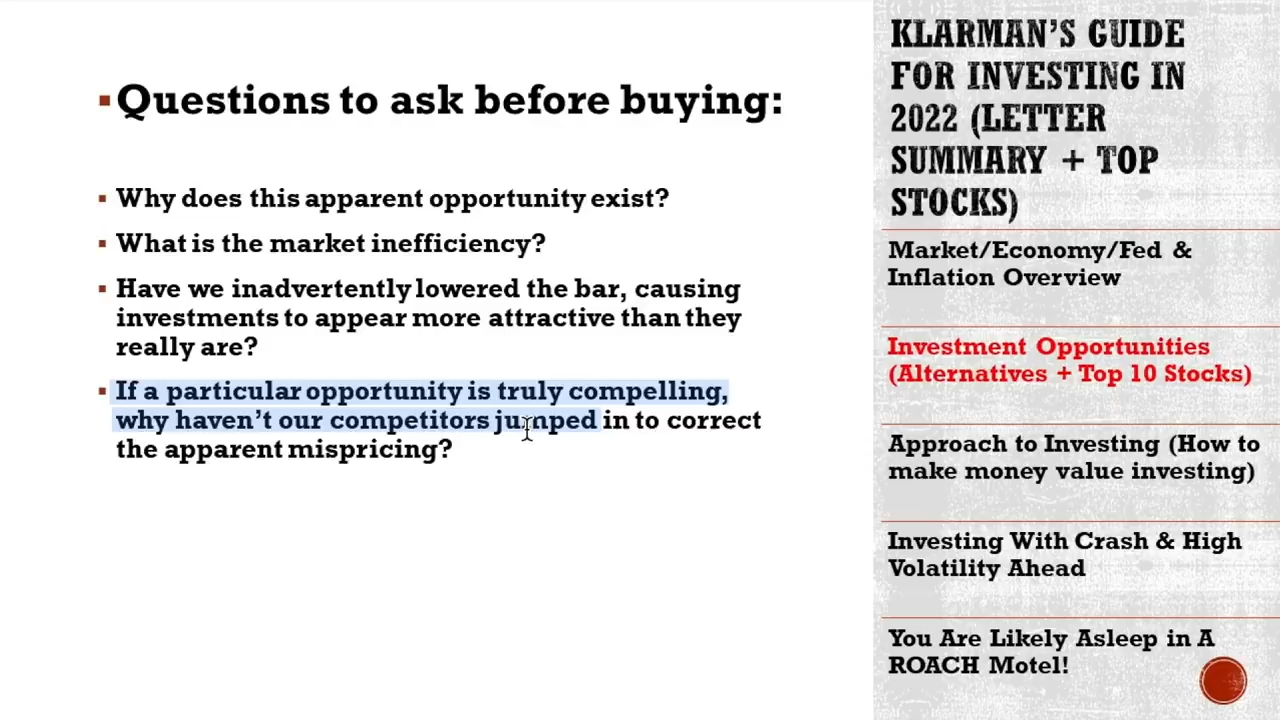 Questions to ask before buying:
Why does this apparent opportunity exist?
What is the market inefficiency?
Have we inadvertently lowered the bar, causing
investments to appear more attractive than they
really are?
If a particular opportunity is truly compelling,
why haven't our competitors jumped in to correct
the apparent mispricing?
KLARMAN'S GUIDE
FOR INVESTING IN
2022 (LETTER
SUMMARY + TOP
STOCKS)
Market/Economy/Fed &
Inflation Overview
Investment Opportunities
(Alternatives + Top 10 Stocks)
Approach to Investing (How to
make money value investing)
Investing With Crash & High
Volatility Ahead
You Are Likely Asleep in A
ROACH Motel!